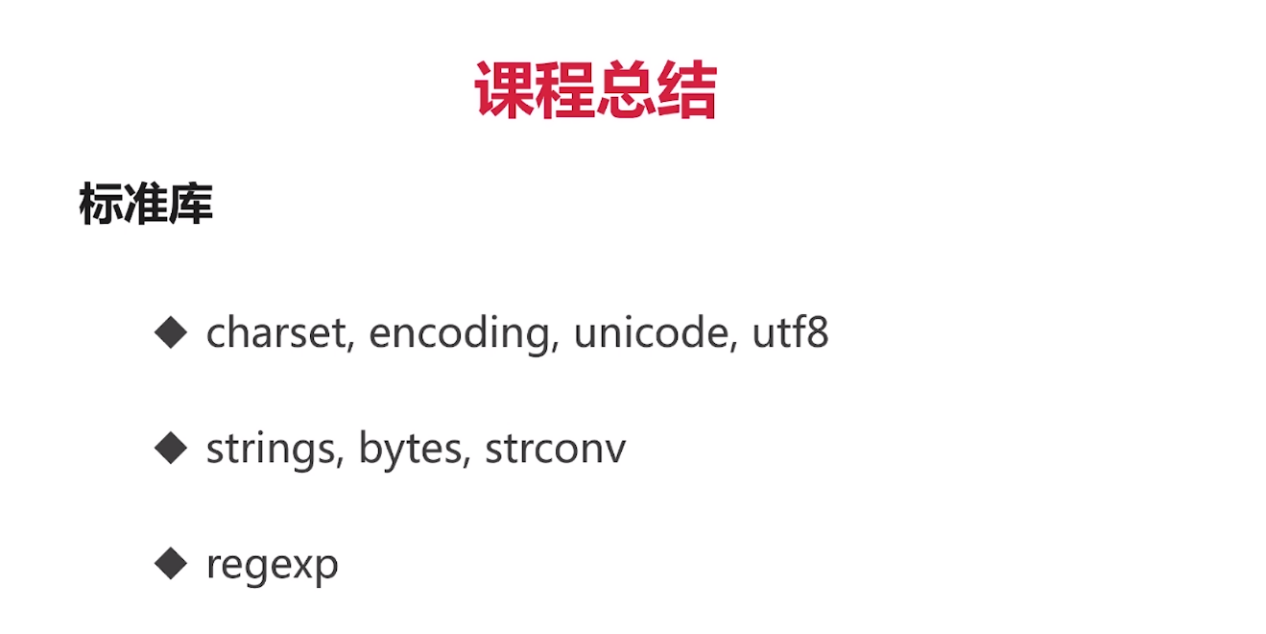 课程总结
标准库
◆ charset, encoding, unicode, utf8
◆ strings, bytes, strconv
◆ regexp